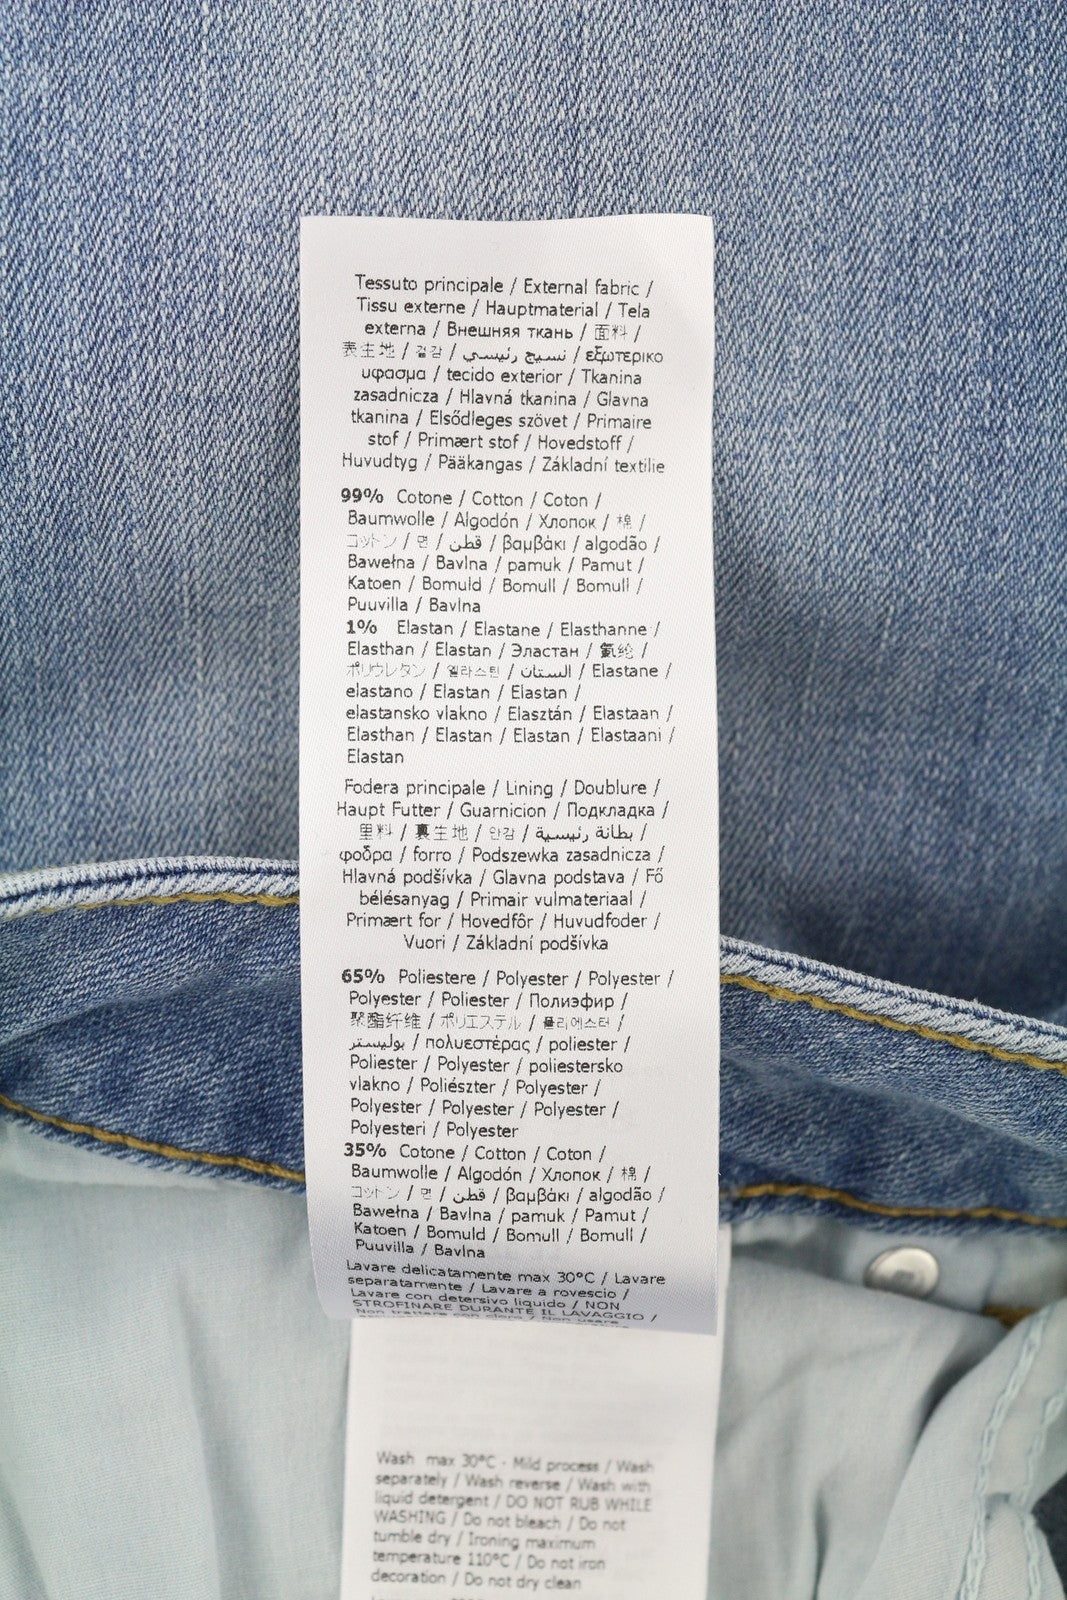 Tessuto principale / External fabric /
Tissu externe / Hauptmaterial / Tela
externa / Внешняя ткань / 面料 /
表生地 / 겉감 / نسيج رئيسي / εξωτερικο
υφασμα / tecido exterior / Tkanina
zasadnicza / Hlavná tkanina / Glavna
tkanina / Elsődleges szövet / Primaire
stof / Primært stof / Hovedstoff /
Huvudtyg / Pääkangas / Základní textilie
99% Cotone / Cotton / Coton /
Baumwolle / Algodón / Хлопок / 棉 /
コットン / 면 / قطن / βαμβάκι / algodão /
Bawełna / Bavlna / pamuk / Pamut /
Katoen / Bomuld / Bomull / Bomull /
Puuvilla / Bavlna
1% Elastan / Elastane / Elasthanne /
Elasthan / Elastan / Эластан / 氨纶 /
ポリウレタン / 엘라스틴 / الستان / Elastane /
elastano / Elastan / Elastan /
elastansko vlakno / Elasztán / Elastaan /
Elasthan / Elastan / Elastan / Elastaani /
Elastan
Fodera principale / Lining / Doublure /
Haupt Futter / Guarnicion / Подкладка /
里料 / 裏生地 / 안감 / بطانة رئيسية /
φοδρα / forro / Podszewka zasadnicza /
Hlavná podšívka / Glavna podstava / Fő
bélésanyag / Primair vulmateriaal /
Primært for / Hovedfôr / Huvudfoder /
Vuori / Základní podšívka
65% Poliestere / Polyester / Polyester /
Polyester / Poliester / Полиэфир /
聚酯纤维 / ポリエステル / 폴리에스터 /
بوليستر / πολυεστέρας / poliester /
Poliester / Polyester / poliestersko
vlakno / Poliészter / Polyester /
Polyester / Polyester / Polyester /
Polyesteri / Polyester
35% Cotone / Cotton / Coton /
Baumwolle / Algodón / Хлопок / 棉 /
コットン / 면 / قطن / βαμβάκι / algodão /
Bawełna / Bavlna / pamuk / Pamut /
Katoen / Bomuld / Bomull / Bomull /
Puuvilla / Bavlna
Lavare delicatamente max 30°C / Lavare
separatamente / Lavare a rovescio /
Lavare con detersivo liquido / NON
STROFINARE DURANTE IL LAVAGGIO /
Non trattare con cloro / Non usare
Wash max 30°C - Mild process / Wash
separately / Wash reverse / Wash with
liquid detergent / DO NOT RUB WHILE
WASHING / Do not bleach / Do not
tumble dry / Ironing maximum
temperature 110°C / Do not iron
decoration / Do not dry clean